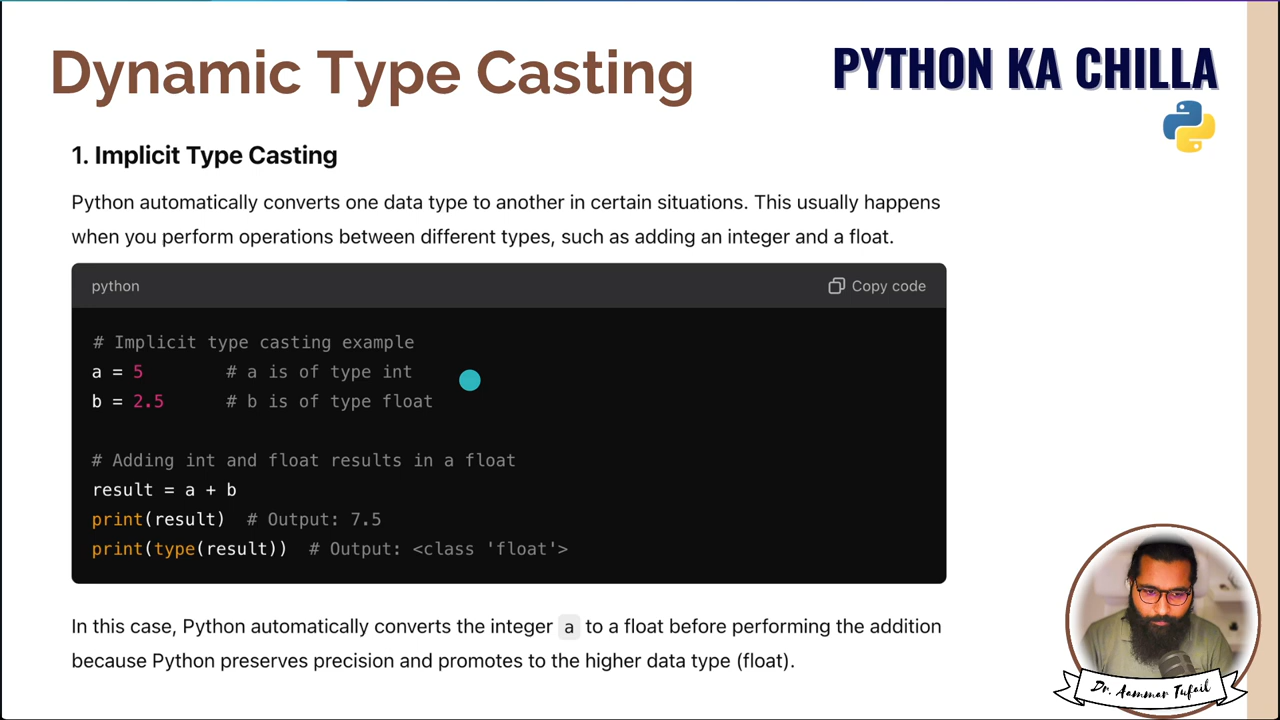 Dynamic Type Casting
PYTHON KA CHILLA
1. Implicit Type Casting
Python automatically converts one data type to another in certain situations. This usually happens
when you perform operations between different types, such as adding an integer and a float.
python
Copy code
# Implicit type casting example
a = 5        # a is of type int
b = 2.5      # b is of type float
# Adding int and float results in a float
result = a + b
print(result)  # Output: 7.5
print(type(result))  # Output: <class 'float'>
In this case, Python automatically converts the integer a to a float before performing the addition
because Python preserves precision and promotes to the higher data type (float).
Dr. Aammar Tufail